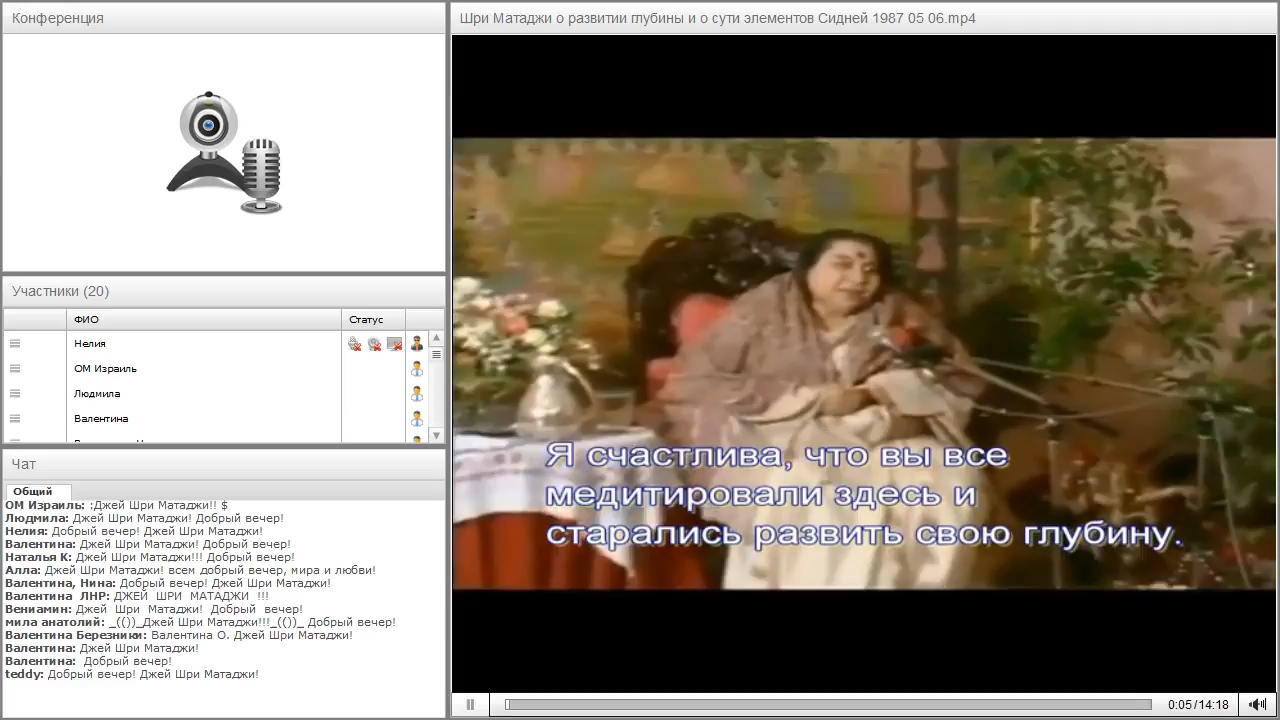 Конференция
Участники (20)
ФИО Статус
Нелия
ОМ Израиль
Людмила
Валентина
Чат
Общий
ОМ Израиль: :Джей Шри Матаджи!! $
Людмила: Джей Шри Матаджи! Добрый вечер!
Нелия: Добрый вечер! Джей Шри Матаджи!
Валентина: Джей Шри Матаджи! Добрый вечер!
Наталья К: Джей Шри Матаджи!!! Добрый вечер!
Алла: Джей Шри Матаджи! всем добрый вечер, мира и любви!
Валентина, Нина: Добрый вечер! Джей Шри Матаджи!
Валентина ЛНР: ДЖЕЙ ШРИ МАТАДЖИ !!!
Вениамин: Джей Шри Матаджи! Добрый вечер!
мила анатолий: _(())_Джей Шри Матаджи!!!_(())_ Добрый вечер!
Валентина Березники: Валентина О. Джей Шри Матаджи!
Валентина: Джей Шри Матаджи!
Валентина: Добрый вечер!
teddy: Добрый вечер! Джей Шри Матаджи!
Шри Матаджи о развитии глубины и о сути элементов Сидней 1987 05 06.mp4
Я счастлива, что вы все
медитировали здесь и
старались развить свою глубину.
0:05/14:18